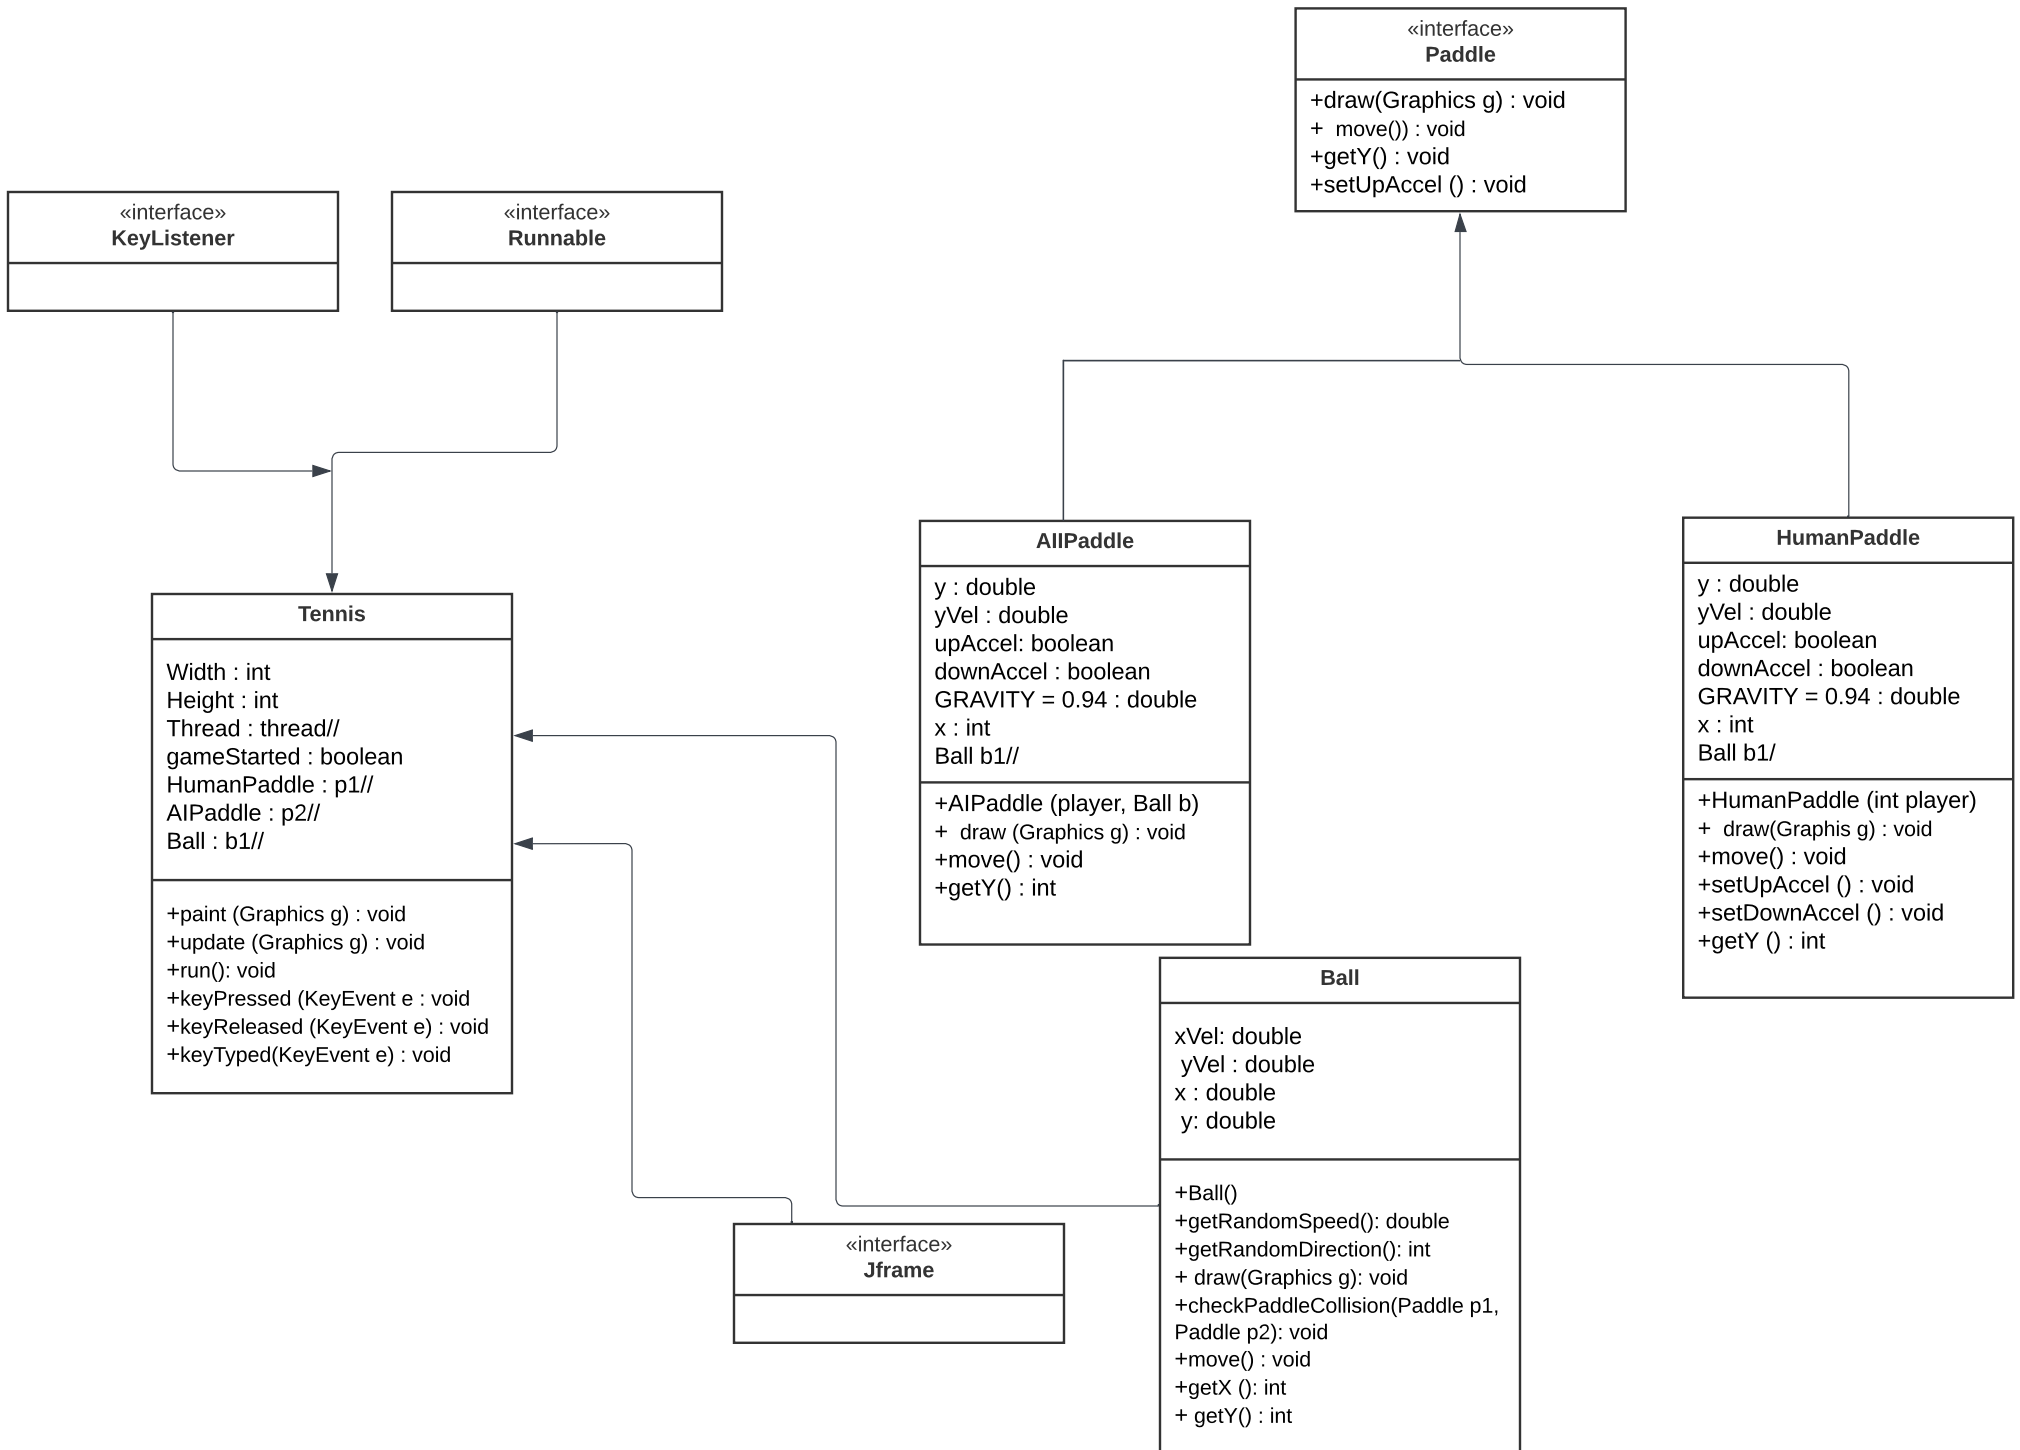 «interface»
Paddle
+draw(Graphics g) : void
+  move()) : void
+getY() : void
+setUpAccel () : void
«interface»
KeyListener
«interface»
Runnable
Tennis
Width : int
Height : int
Thread : thread//
gameStarted : boolean
HumanPaddle : p1//
AIPaddle : p2//
Ball : b1//
+paint (Graphics g) : void
+update (Graphics g) : void
+run(): void
+keyPressed (KeyEvent e : void
+keyReleased (KeyEvent e) : void
+keyTyped(KeyEvent e) : void
AIIPaddle
y : double
yVel : double
upAccel: boolean
downAccel : boolean
GRAVITY = 0.94 : double
x : int
Ball b1//
+AIPaddle (player, Ball b)
+  draw (Graphics g) : void
+move() : void
+getY() : int
HumanPaddle
y : double
yVel : double
upAccel: boolean
downAccel : boolean
GRAVITY = 0.94 : double
x : int
Ball b1/
+HumanPaddle (int player)
+  draw(Graphis g) : void
+move() : void
+setUpAccel () : void
+setDownAccel () : void
+getY () : int
«interface»
Jframe
Ball
xVel: double
yVel : double
x : double
y: double
+Ball()
+getRandomSpeed(): double
+getRandomDirection(): int
+ draw(Graphics g): void
+checkPaddleCollision(Paddle p1,
Paddle p2): void
+move() : void
+getX (): int
+ getY() : int